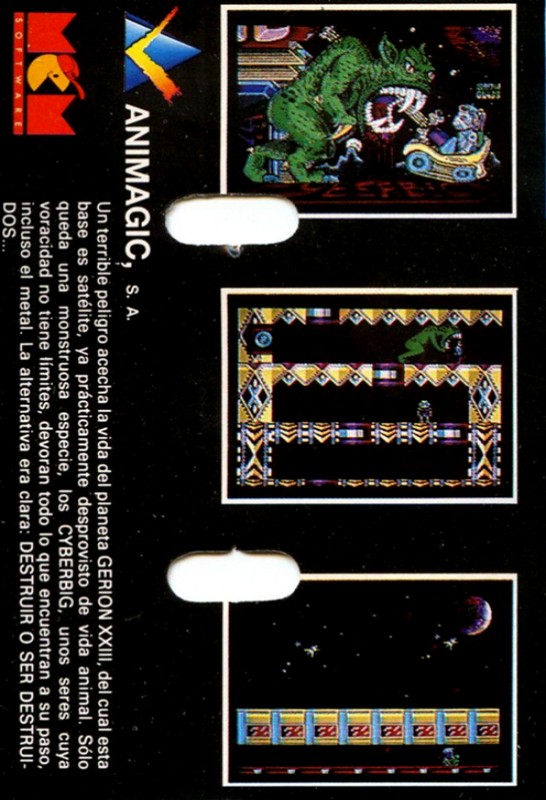 MCM
SOFTWARE
ANIMAGIC, S. A.
Un terrible peligro acecha la vida del planeta GERION XXIII, del cual esta
base es satélite, ya prácticamente desprovisto de vida animal. Sólo
queda una monstruosa especie, los CYBERBIG, unos seres cuya
voracidad no tiene límites, devoran todo lo que encuentran a su paso,
incluso el metal. La alternativa era clara: DESTRUIR O SER DESTRUI-
DOS...